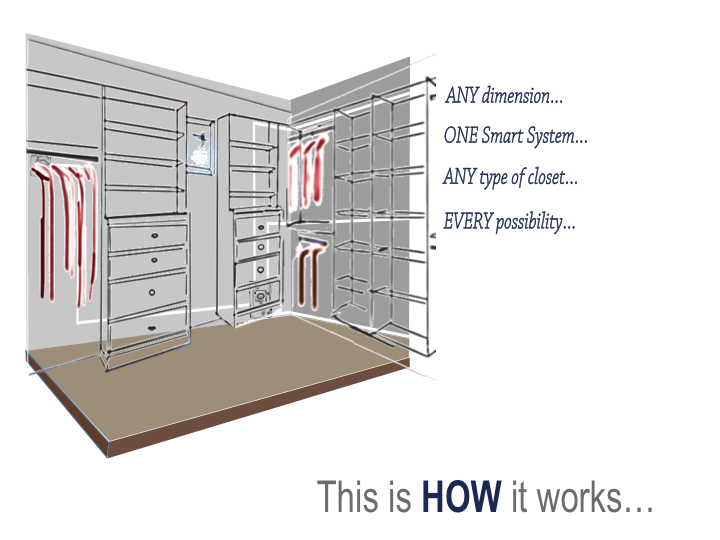 ANY dimension...
ONE Smart System...
ANY type of closet...
EVERY possibility...
This is HOW it works...